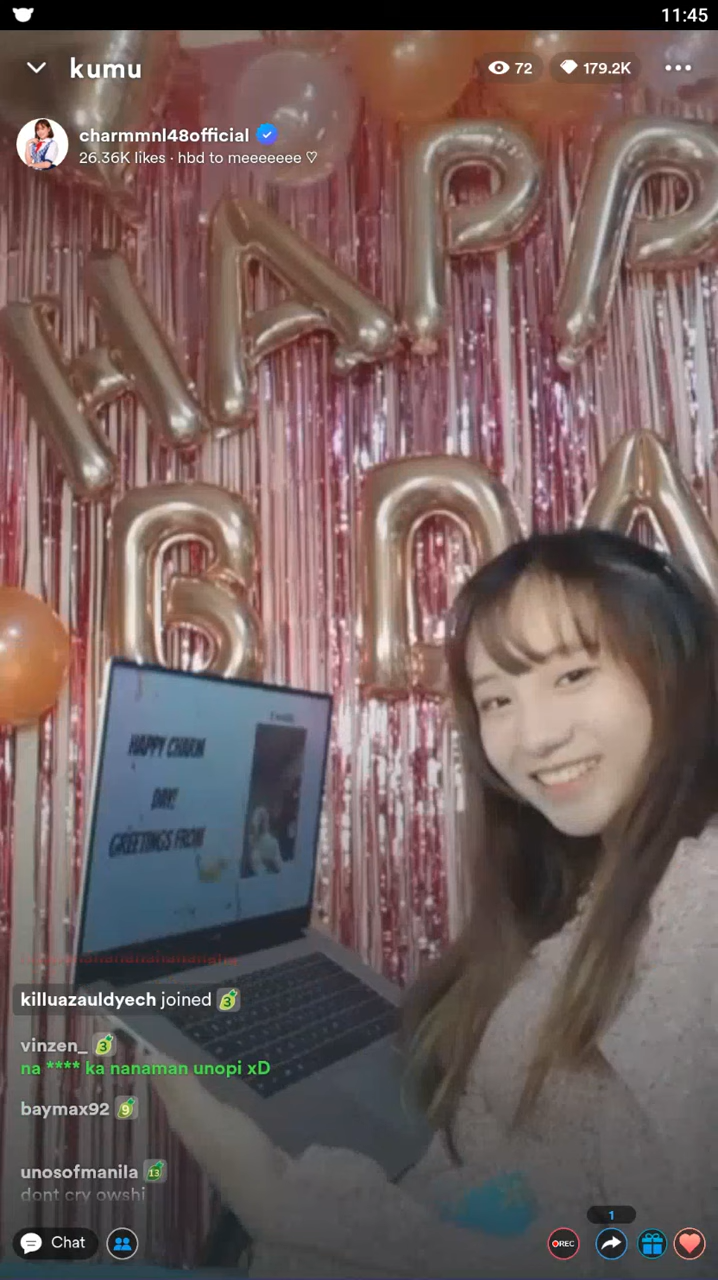 11:45
kumu
72
179.2K
charmmnl48official
26.36K likes · hbd to meeeeeee ♡
HAPP
B D A
HAPPY CHARM
DAY!
GREETINGS FROM
killuazauldyech joined 3
vinzen_ 3
na **** ka nanaman unopi xD
baymax92 9
unosofmanila 13
dont cry owshi
1
Chat
REC